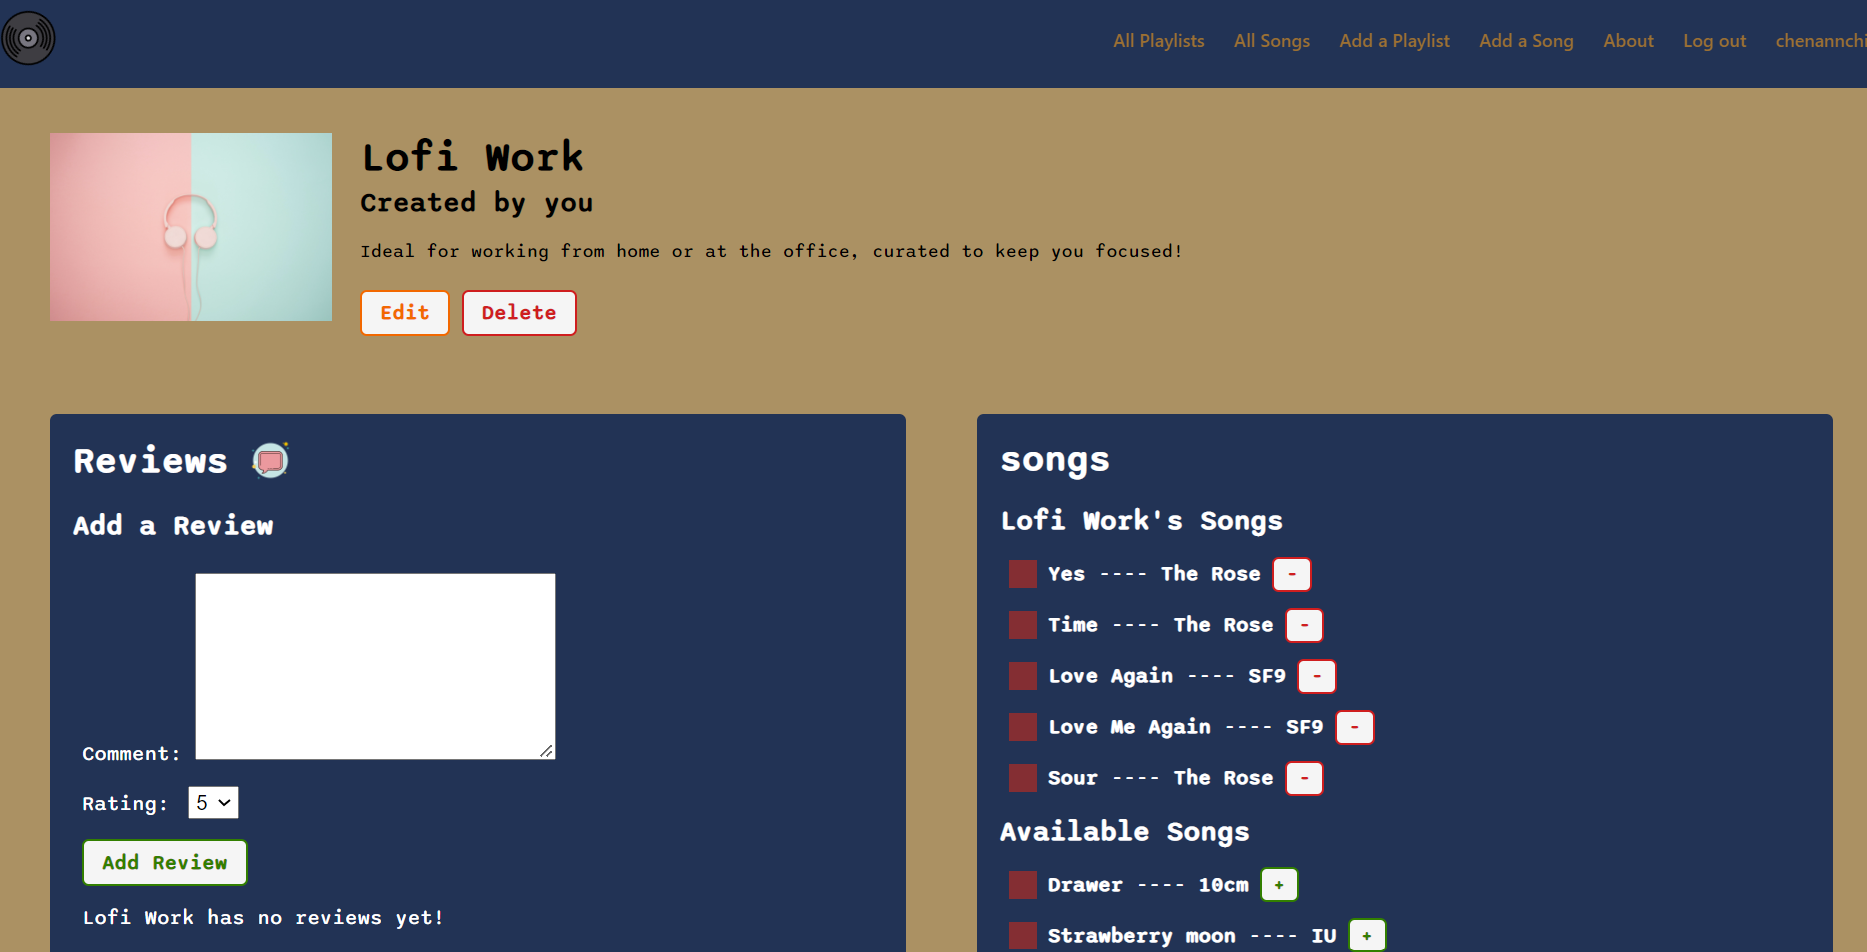 All Playlists All Songs Add a Playlist Add a Song About Log out chenannchi
Lofi Work
Created by you
Ideal for working from home or at the office, curated to keep you focused!
Edit Delete
Reviews
Add a Review
Comment:
Rating: 5
Add Review
Lofi Work has no reviews yet!
songs
Lofi Work's Songs
Yes ---- The Rose -
Time ---- The Rose -
Love Again ---- SF9 -
Love Me Again ---- SF9 -
Sour ---- The Rose -
Available Songs
Drawer ---- 10cm +
Strawberry moon ---- IU +